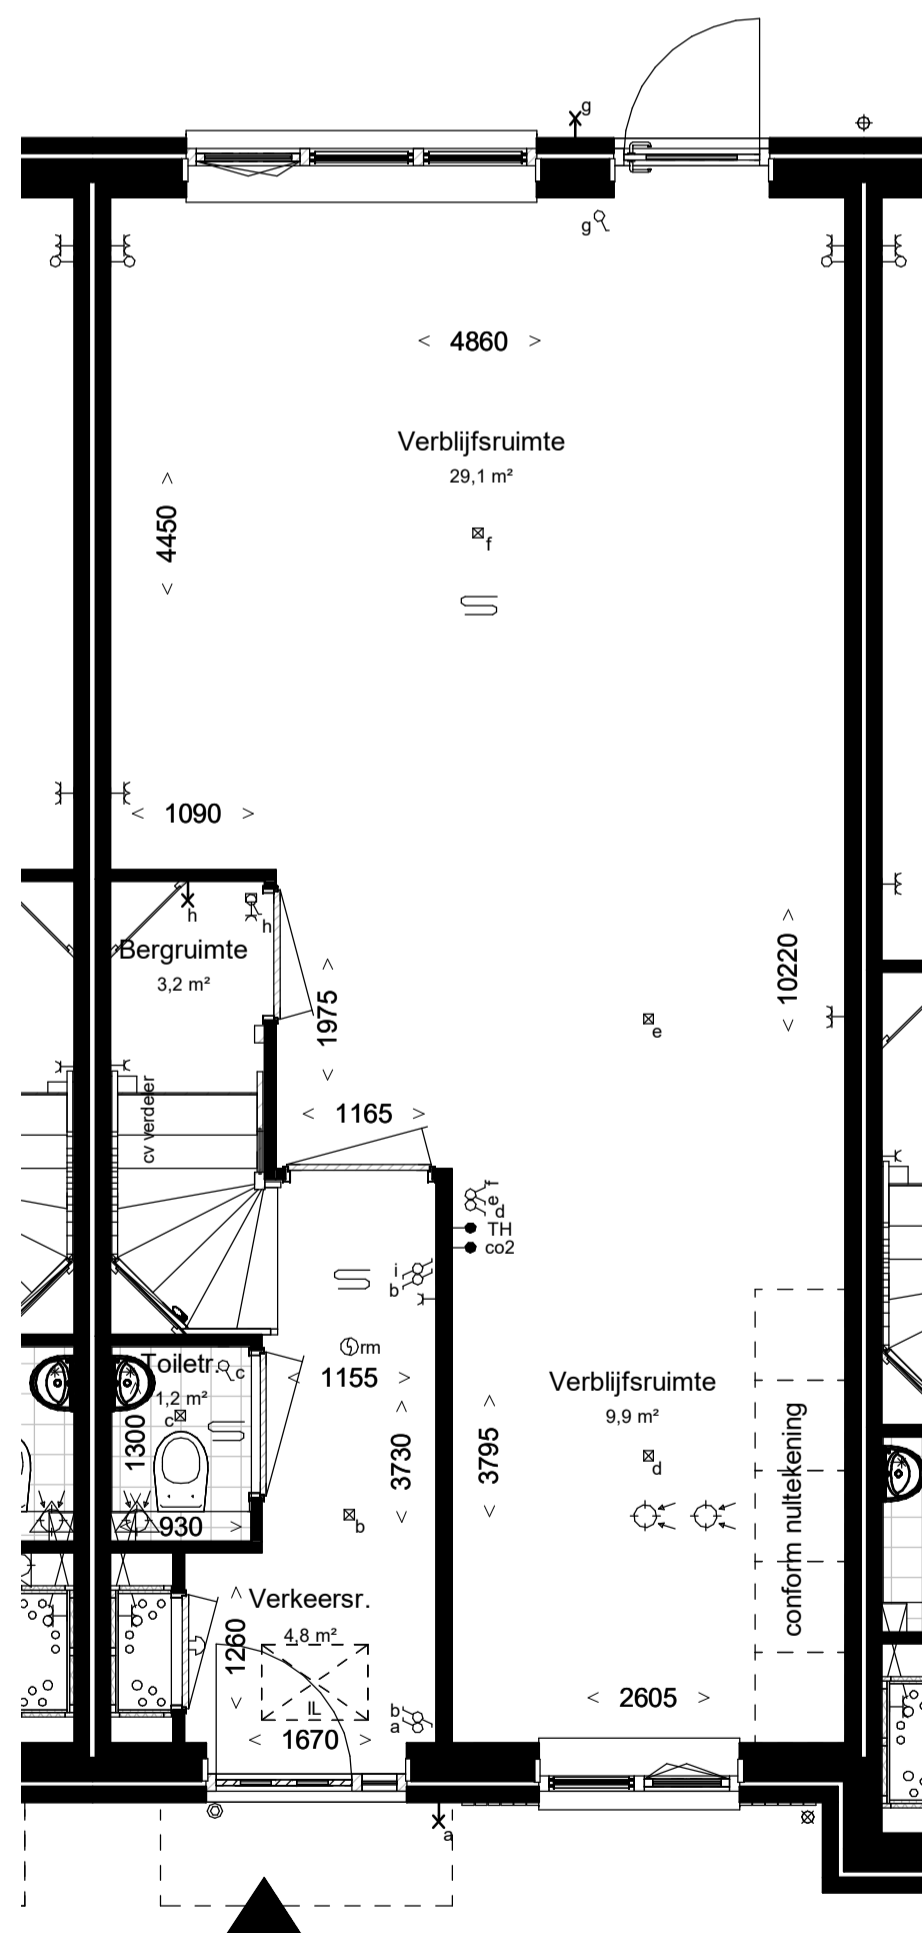 g
g
< 4860 >
Verblijfsruimte
29,1 m²
< 4450 >
f
< 1090 >
h
h
Bergruimte
3,2 m²
< 1975 >
< 10220 >
e
cv verdeler
< 1165 >
f
e
d
TH
co2
i
b
rm
Toiletr.
c
1,2 m²
c
< 1155 >
1300
< 3730 >
< 3795 >
Verblijfsruimte
9,9 m²
d
conform nultekening
930 >
b
Verkeersr.
4,8 m²
< 1260 >
IL
< 1670 >
b
a
< 2605 >
a